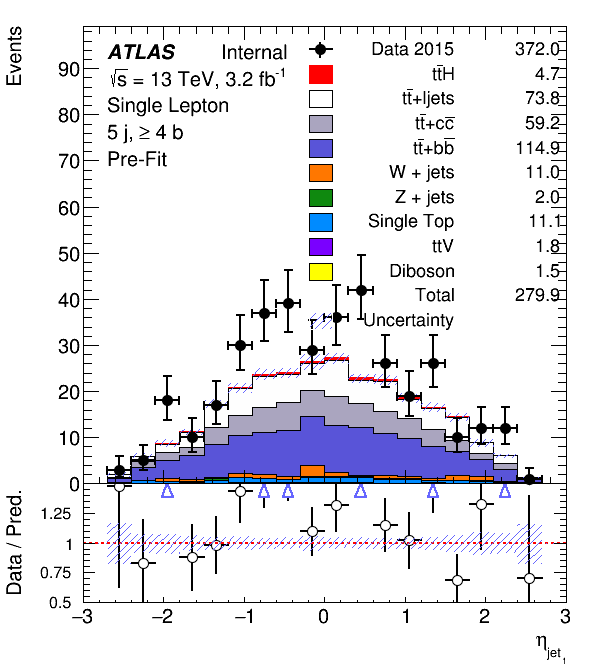 Events
ATLAS Internal
√s = 13 TeV, 3.2 fb⁻¹
Single Lepton
5 j, ≥ 4 b
Pre-Fit
Data 2015 372.0
tt̄H 4.7
tt̄+ljets 73.8
tt̄+cc̄ 59.2
tt̄+bb̄ 114.9
W + jets 11.0
Z + jets 2.0
Single Top 11.1
ttV 1.8
Diboson 1.5
Total 279.9
Uncertainty
90
80
70
60
50
40
30
20
10
0
Data / Pred.
1.25
1
0.75
0.5
−3 −2 −1 0 1 2 3
η_jet₁